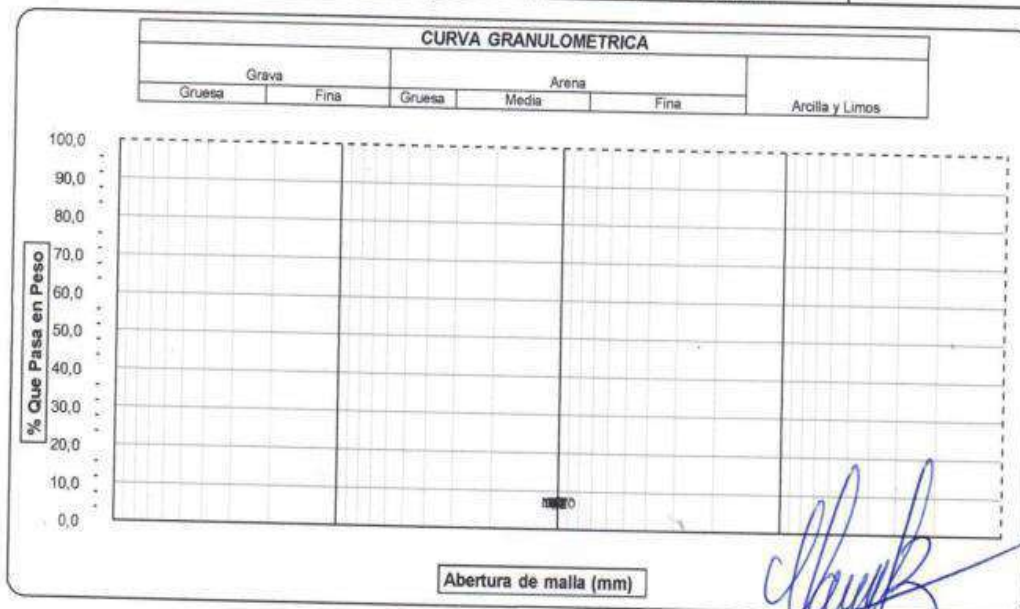 CURVA GRANULOMETRICA
Grava Arena
Gruesa Fina Gruesa Media Fina Arcilla y Limos
100,0
90,0
80,0
70,0
60,0
50,0
40,0
30,0
20,0
10,0
0,0
% Que Pasa en Peso
Abertura de malla (mm)